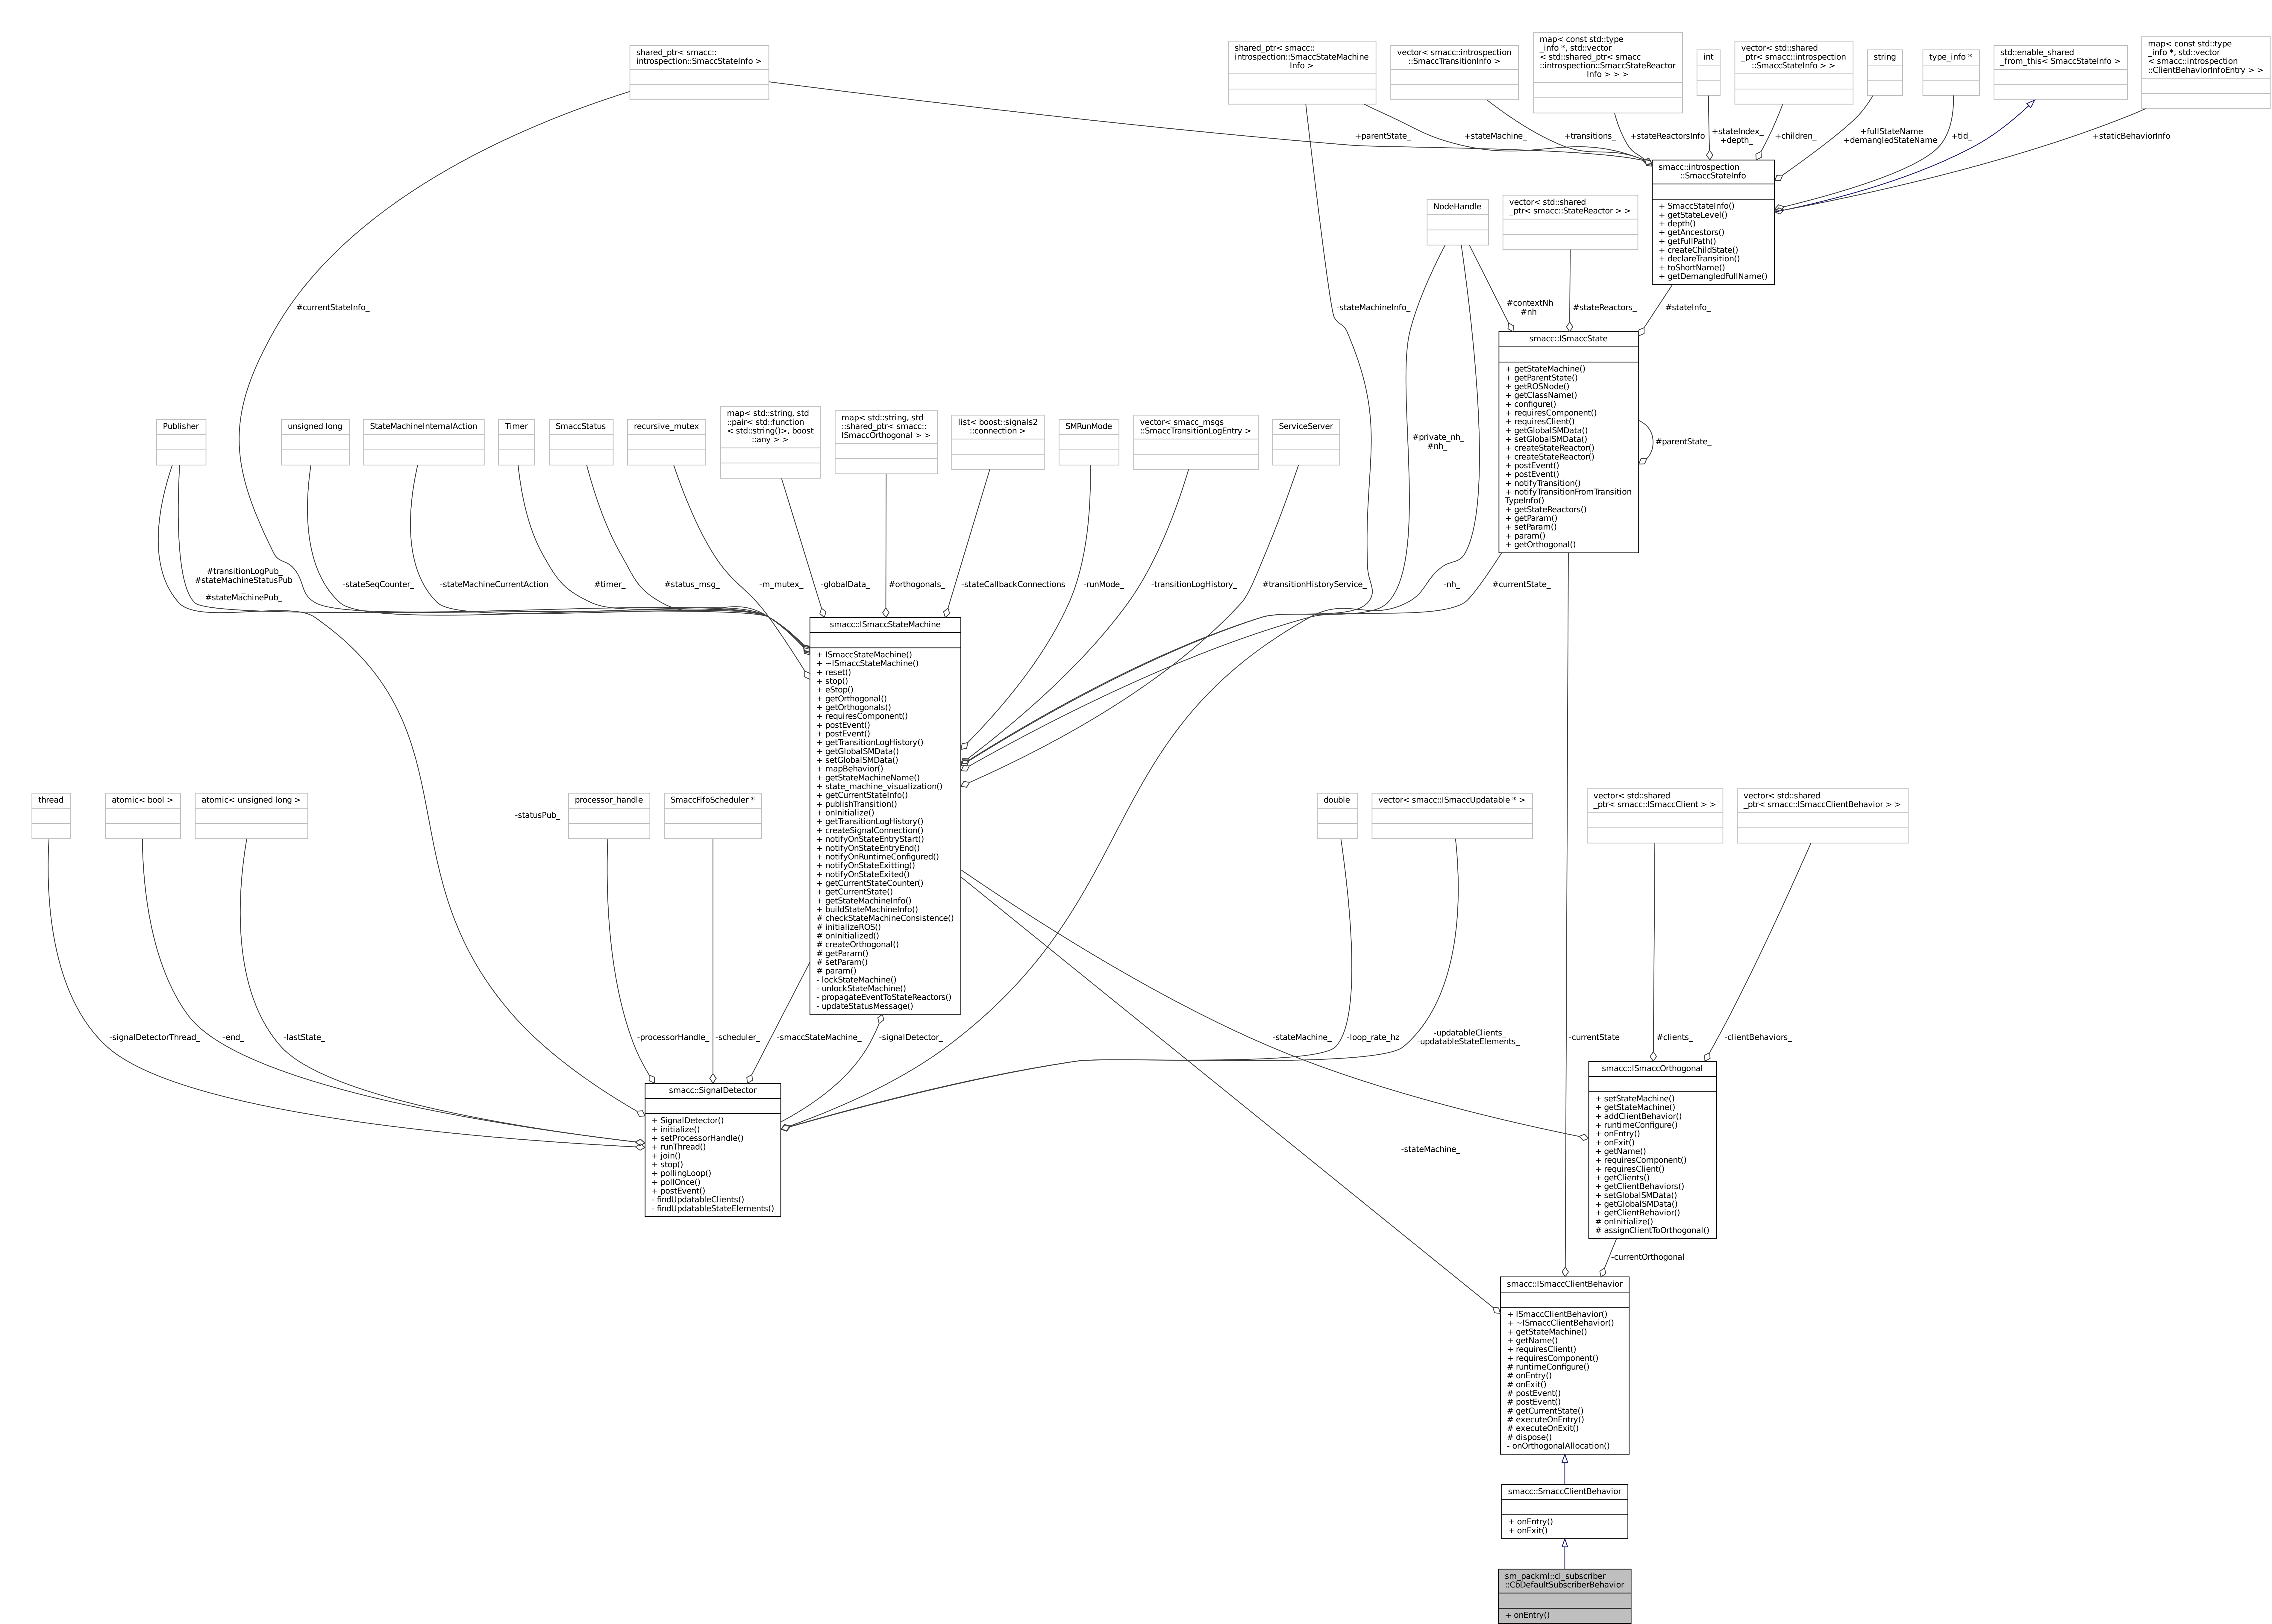 shared_ptr< smacc::
introspection::SmaccStateInfo >
shared_ptr< smacc::
introspection::SmaccStateMachine
Info >
vector< smacc::introspection
::SmaccTransitionInfo >
map< const std::type
_info *, std::vector
< std::shared_ptr< smacc
::introspection::SmaccStateReactor
Info > > >
int
vector< std::shared
_ptr< smacc::introspection
::SmaccStateInfo > >
string
type_info *
std::enable_shared
_from_this< SmaccStateInfo >
map< const std::type
_info *, std::vector
< smacc::introspection
::ClientBehaviorInfoEntry > >
+parentState_
+stateMachine_
+transitions_
+stateReactorsInfo
+stateIndex_
+depth_
+children_
+fullStateName
+demangledStateName
+tid_
+staticBehaviorInfo
smacc::introspection
::SmaccStateInfo
+ SmaccStateInfo()
+ getStateLevel()
+ depth()
+ getAncestors()
+ getFullPath()
+ createChildState()
+ declareTransition()
+ toShortName()
+ getDemangledFullName()
NodeHandle
vector< std::shared
_ptr< smacc::StateReactor > >
#currentStateInfo_
-stateMachineInfo_
#contextNh
#nh
#stateReactors_
#stateInfo_
smacc::ISmaccState
+ getStateMachine()
+ getParentState()
+ getROSNode()
+ getClassName()
+ configure()
+ requiresComponent()
+ requiresClient()
+ getGlobalSMData()
+ setGlobalSMData()
+ createStateReactor()
+ createStateReactor()
+ postEvent()
+ postEvent()
+ notifyTransition()
+ notifyTransitionFromTransition
TypeInfo()
+ getStateReactors()
+ getParam()
+ setParam()
+ param()
+ getOrthogonal()
#parentState_
#private_nh_
#nh_
Publisher
unsigned long
StateMachineInternalAction
Timer
SmaccStatus
recursive_mutex
map< std::string, std
::pair< std::function
< std::string()>, boost
::any > >
map< std::string, std
::shared_ptr< smacc::
ISmaccOrthogonal > >
list< boost::signals2
::connection >
SMRunMode
vector< smacc_msgs
::SmaccTransitionLogEntry >
ServiceServer
#transitionLogPub_
#stateMachineStatusPub
_
#stateMachinePub_
-stateSeqCounter_
-stateMachineCurrentAction
#timer_
#status_msg_
-m_mutex_
-globalData_
#orthogonals_
-stateCallbackConnections
-runMode_
-transitionLogHistory_
#transitionHistoryService_
-nh_
#currentState_
smacc::ISmaccStateMachine
+ ISmaccStateMachine()
+ ~ISmaccStateMachine()
+ reset()
+ stop()
+ eStop()
+ getOrthogonal()
+ getOrthogonals()
+ requiresComponent()
+ postEvent()
+ postEvent()
+ getTransitionLogHistory()
+ getGlobalSMData()
+ setGlobalSMData()
+ mapBehavior()
+ getStateMachineName()
+ state_machine_visualization()
+ getCurrentStateInfo()
+ publishTransition()
+ onInitialize()
+ getTransitionLogHistory()
+ createSignalConnection()
+ notifyOnStateEntryStart()
+ notifyOnStateEntryEnd()
+ notifyOnRuntimeConfigured()
+ notifyOnStateExitting()
+ notifyOnStateExited()
+ getCurrentStateCounter()
+ getCurrentState()
+ getStateMachineInfo()
+ buildStateMachineInfo()
# checkStateMachineConsistence()
# initializeROS()
# onInitialized()
# createOrthogonal()
# getParam()
# setParam()
# param()
- lockStateMachine()
- unlockStateMachine()
- propagateEventToStateReactors()
- updateStatusMessage()
thread
atomic< bool >
atomic< unsigned long >
-statusPub_
processor_handle
SmaccFifoScheduler *
double
vector< smacc::ISmaccUpdatable * >
vector< std::shared
_ptr< smacc::ISmaccClient > >
vector< std::shared
_ptr< smacc::ISmaccClientBehavior > >
-signalDetectorThread_
-end_
-lastState_
-processorHandle_
-scheduler_
-smaccStateMachine_
-signalDetector_
-stateMachine_
-loop_rate_hz
-updatableClients_
-updatableStateElements_
-currentState
#clients_
-clientBehaviors_
smacc::SignalDetector
+ SignalDetector()
+ initialize()
+ setProcessorHandle()
+ runThread()
+ join()
+ stop()
+ pollingLoop()
+ pollOnce()
+ postEvent()
- findUpdatableClients()
- findUpdatableStateElements()
smacc::ISmaccOrthogonal
+ setStateMachine()
+ getStateMachine()
+ addClientBehavior()
+ runtimeConfigure()
+ onEntry()
+ onExit()
+ getName()
+ requiresComponent()
+ requiresClient()
+ getClients()
+ getClientBehaviors()
+ setGlobalSMData()
+ getGlobalSMData()
+ getClientBehavior()
# onInitialize()
# assignClientToOrthogonal()
-stateMachine_
-currentOrthogonal
smacc::ISmaccClientBehavior
+ ISmaccClientBehavior()
+ ~ISmaccClientBehavior()
+ getStateMachine()
+ getName()
+ requiresClient()
+ requiresComponent()
# runtimeConfigure()
# onEntry()
# onExit()
# postEvent()
# postEvent()
# getCurrentState()
# executeOnEntry()
# executeOnExit()
# dispose()
- onOrthogonalAllocation()
smacc::SmaccClientBehavior
+ onEntry()
+ onExit()
sm_packml::cl_subscriber
::CbDefaultSubscriberBehavior
+ onEntry()